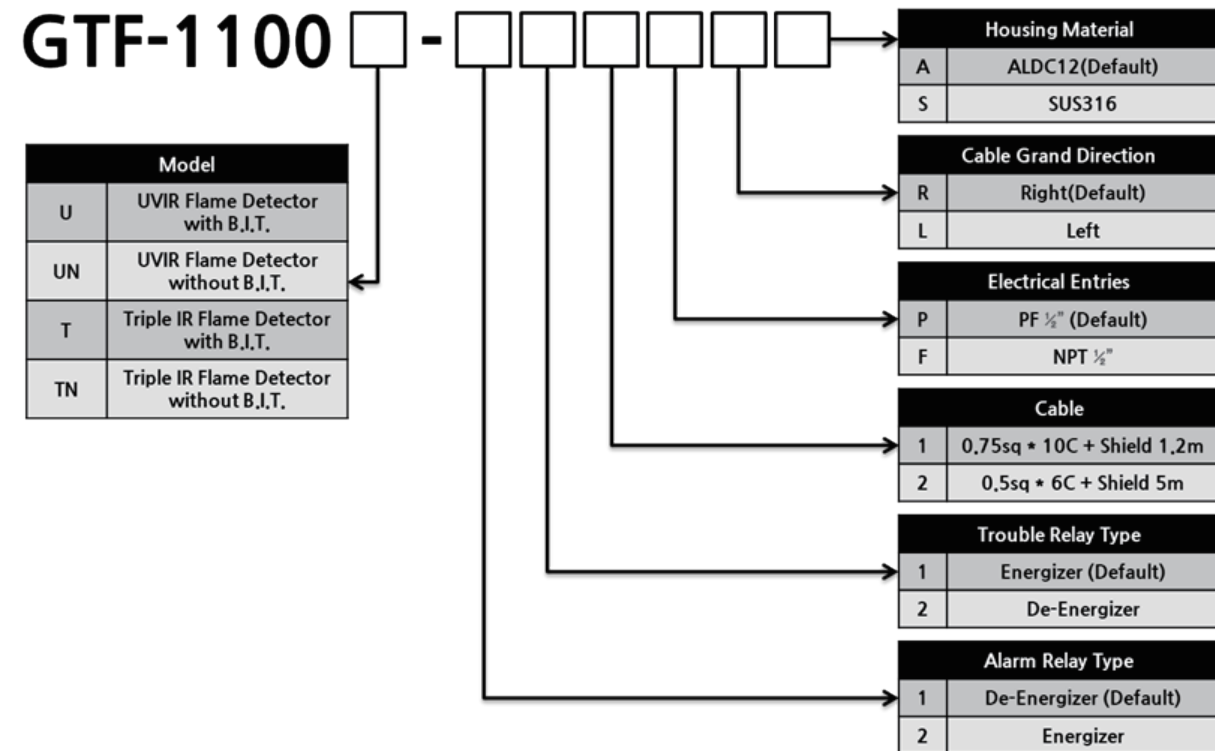 GTF-1100 -
Model
U UVIR Flame Detector
with B.I.T.
UN UVIR Flame Detector
without B.I.T.
T Triple IR Flame Detector
with B.I.T.
TN Triple IR Flame Detector
without B.I.T.
Housing Material
A ALDC12(Default)
S SUS316
Cable Grand Direction
R Right(Default)
L Left
Electrical Entries
P PF ½" (Default)
F NPT ½"
Cable
1 0.75sq * 10C + Shield 1.2m
2 0.5sq * 6C + Shield 5m
Trouble Relay Type
1 Energizer (Default)
2 De-Energizer
Alarm Relay Type
1 De-Energizer (Default)
2 Energizer